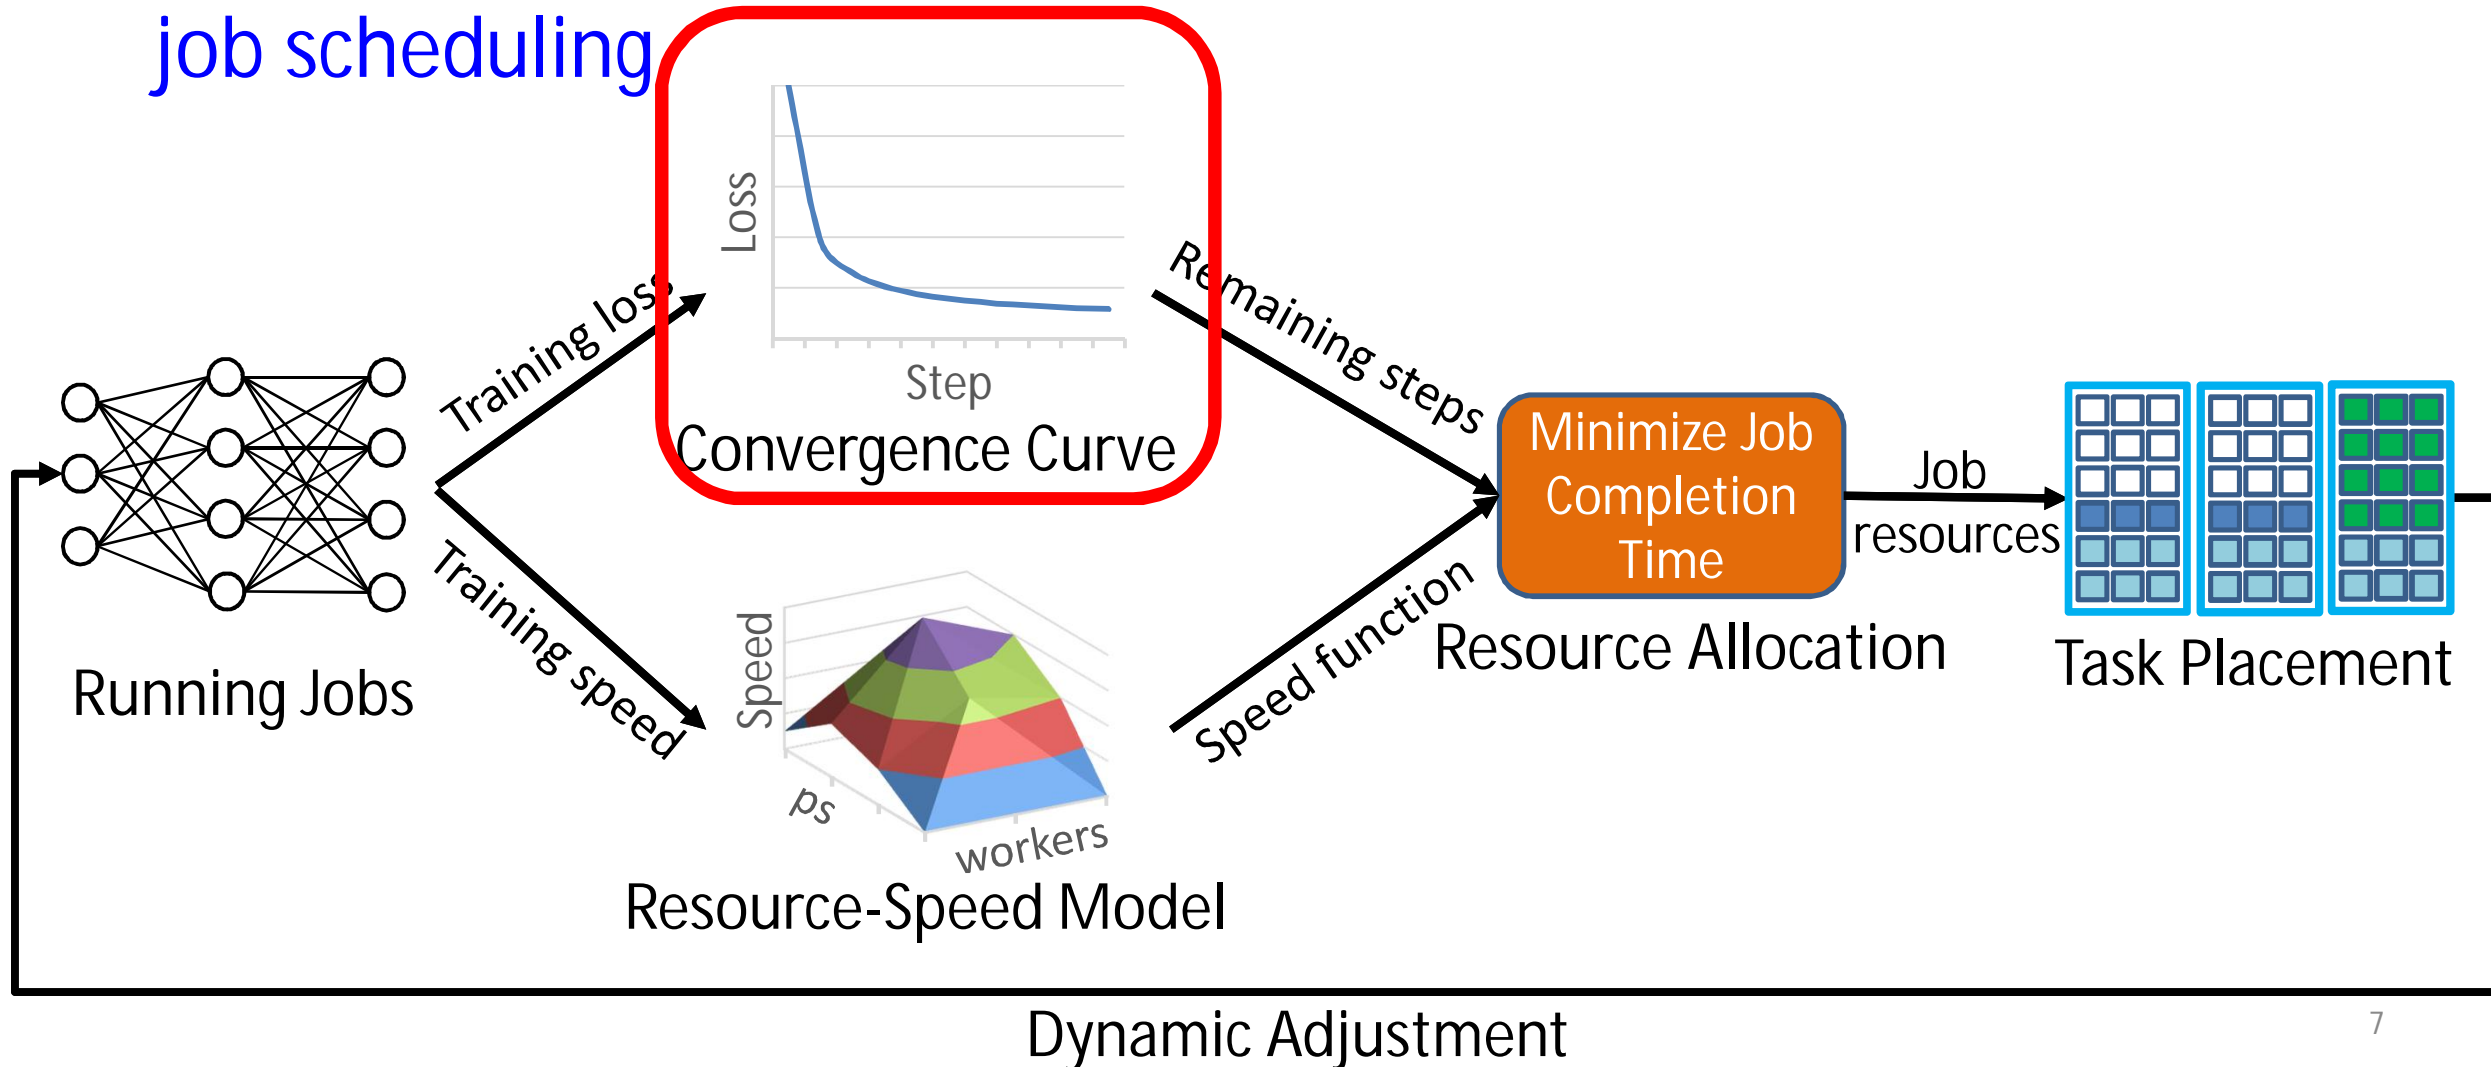 job scheduling
Loss
Step
Convergence Curve
Training loss
Remaining steps
Minimize Job
Completion
Time
Job
resources
Training speed
Speed function
Resource Allocation
Task Placement
Running Jobs
Speed
ps
workers
Resource-Speed Model
Dynamic Adjustment
7